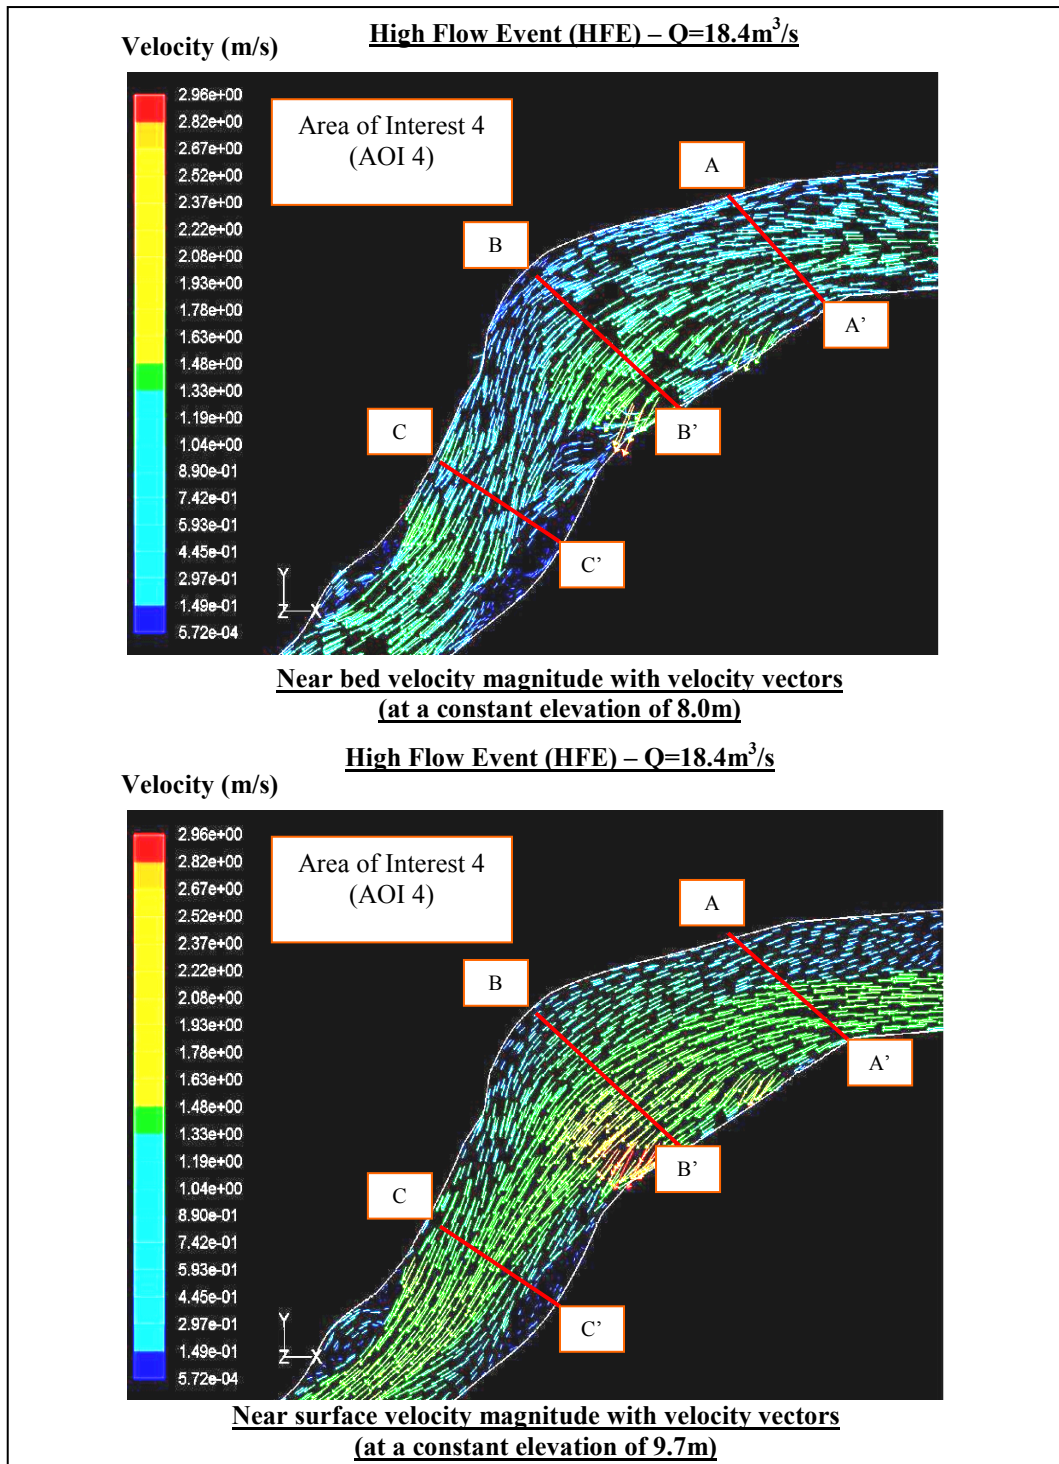 High Flow Event (HFE) – Q=18.4m³/s
Velocity (m/s)
2.96e+00
2.82e+00
2.67e+00
2.52e+00
2.37e+00
2.22e+00
2.08e+00
1.93e+00
1.78e+00
1.63e+00
1.48e+00
1.33e+00
1.19e+00
1.04e+00
8.90e-01
7.42e-01
5.93e-01
4.45e-01
2.97e-01
1.49e-01
5.72e-04
Area of Interest 4
(AOI 4)
A
B
A’
B’
C
C’
Y
Z X
Near bed velocity magnitude with velocity vectors
(at a constant elevation of 8.0m)
High Flow Event (HFE) – Q=18.4m³/s
Velocity (m/s)
2.96e+00
2.82e+00
2.67e+00
2.52e+00
2.37e+00
2.22e+00
2.08e+00
1.93e+00
1.78e+00
1.63e+00
1.48e+00
1.33e+00
1.19e+00
1.04e+00
8.90e-01
7.42e-01
5.93e-01
4.45e-01
2.97e-01
1.49e-01
5.72e-04
Area of Interest 4
(AOI 4)
A
B
A’
B’
C
C’
Y
Z X
Near surface velocity magnitude with velocity vectors
(at a constant elevation of 9.7m)